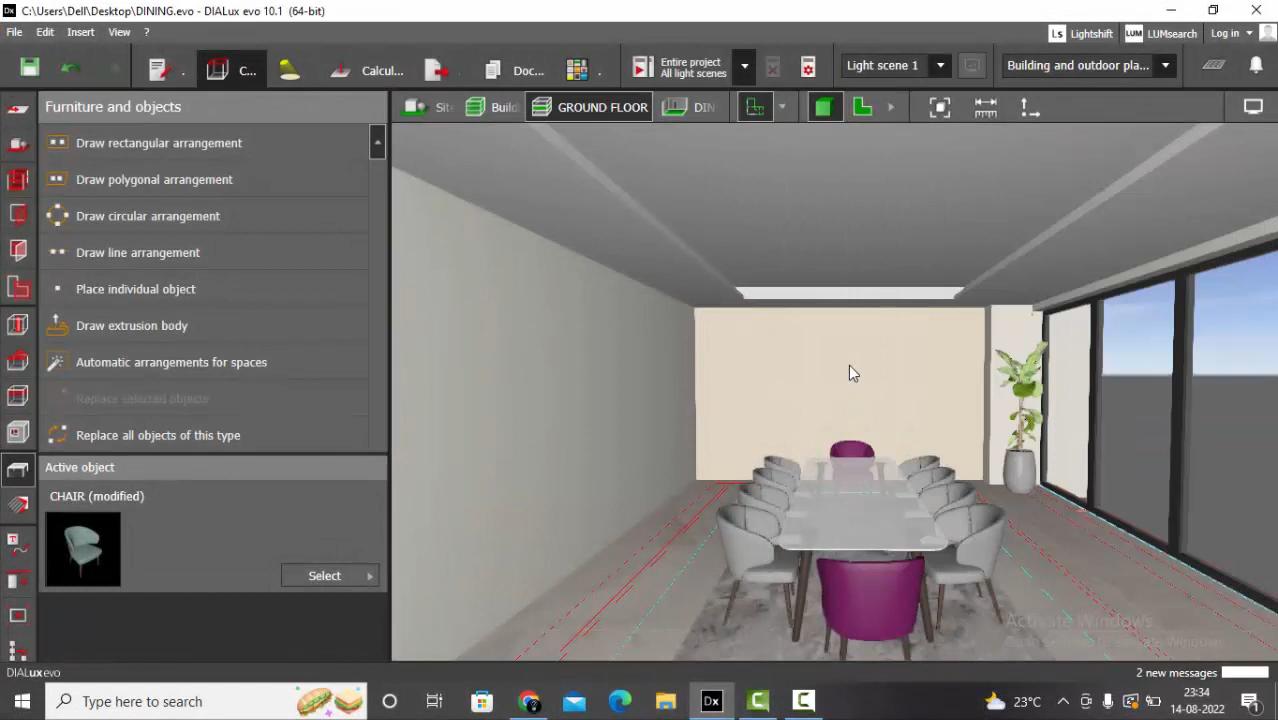 C:\Users\Dell\Desktop\DINING.evo - DIALux evo 10.1 (64-bit)
File Edit Insert View ?
Lightshift LUMsearch Log in
C... Calcul... Doc...
Entire project
All light scenes
Light scene 1
Building and outdoor pla...
Furniture and objects
Sit
Build
GROUND FLOOR
DIN
Draw rectangular arrangement
Draw polygonal arrangement
Draw circular arrangement
Draw line arrangement
Place individual object
Draw extrusion body
Automatic arrangements for spaces
Replace selected objects
Replace all objects of this type
Active object
CHAIR (modified)
Select
Activate Windows
DIALux evo
2 new messages
Type here to search
23°C
23:34
14-08-2022